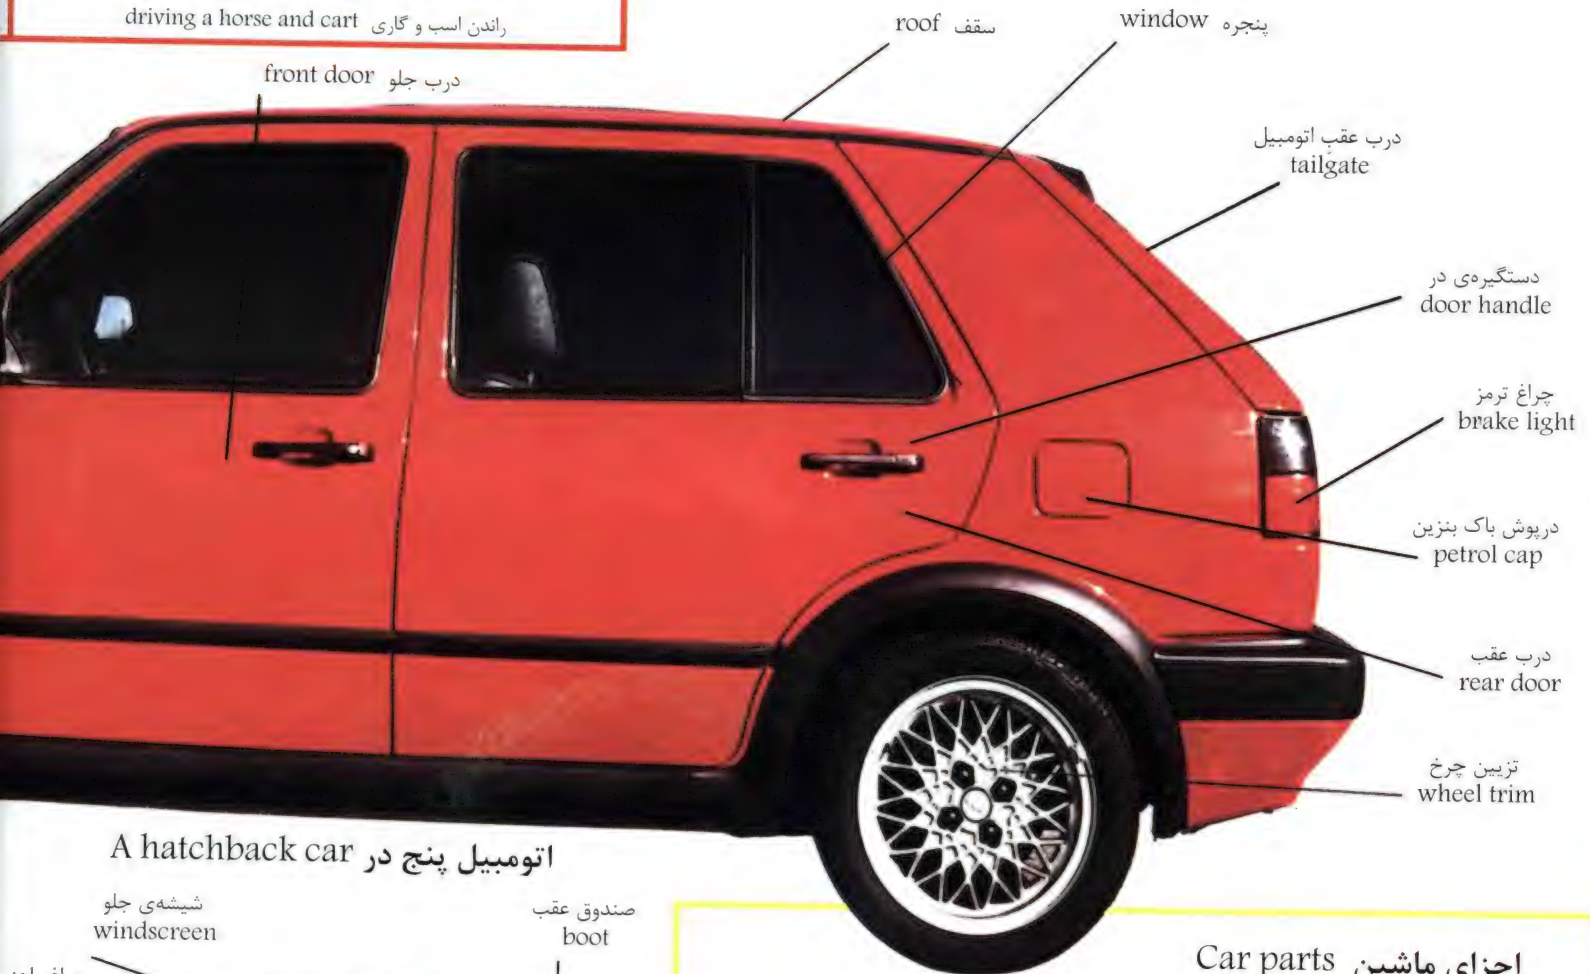 driving a horse and cart راندن اسب و گاری
roof سقف
window پنجره
front door درب جلو
درب عقبِ اتومبیل
tailgate
دستگیره‌ی در
door handle
چراغ ترمز
brake light
درپوش باک بنزین
petrol cap
درب عقب
rear door
تزیین چرخ
wheel trim
A hatchback car اتومبیل پنج در
شیشه‌ی جلو
windscreen
صندوق عقب
boot
Car parts اجزای ماشین